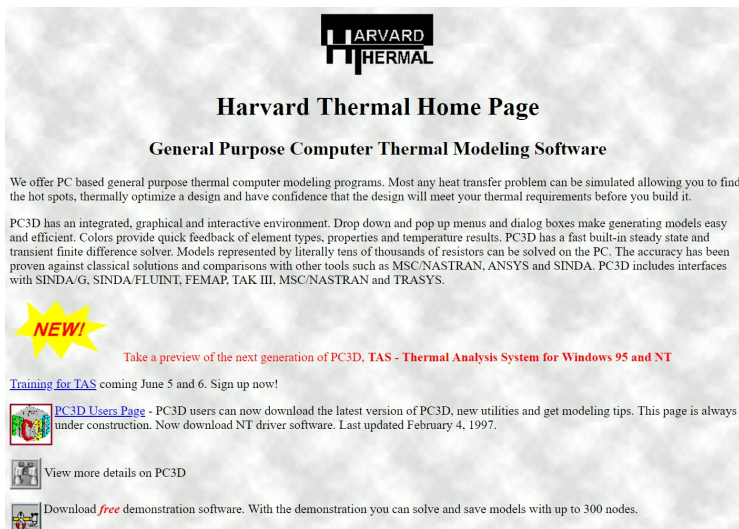 HARVARD
THERMAL
Harvard Thermal Home Page
General Purpose Computer Thermal Modeling Software
We offer PC based general purpose thermal computer modeling programs. Most any heat transfer problem can be simulated allowing you to find
the hot spots, thermally optimize a design and have confidence that the design will meet your thermal requirements before you build it.
PC3D has an integrated, graphical and interactive environment. Drop down and pop up menus and dialog boxes make generating models easy
and efficient. Colors provide quick feedback of element types, properties and temperature results. PC3D has a fast built-in steady state and
transient finite difference solver. Models represented by literally tens of thousands of resistors can be solved on the PC. The accuracy has been
proven against classical solutions and comparisons with other tools such as MSC/NASTRAN, ANSYS and SINDA. PC3D includes interfaces
with SINDA/G, SINDA/FLUINT, FEMAP, TAK III, MSC/NASTRAN and TRASYS.
NEW!
Take a preview of the next generation of PC3D, TAS - Thermal Analysis System for Windows 95 and NT
Training for TAS coming June 5 and 6. Sign up now!
PC3D Users Page - PC3D users can now download the latest version of PC3D, new utilities and get modeling tips. This page is always
under construction. Now download NT driver software. Last updated February 4, 1997.
View more details on PC3D
Download free demonstration software. With the demonstration you can solve and save models with up to 300 nodes.